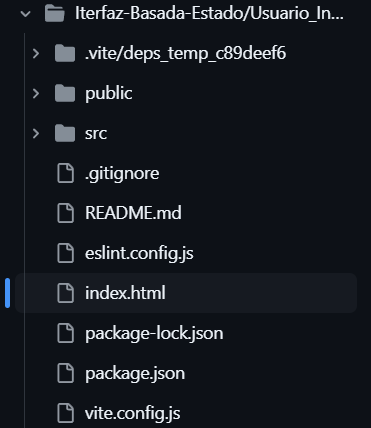 Iterfaz-Basada-Estado/Usuario_In...
.vite/deps_temp_c89deef6
public
src
.gitignore
README.md
eslint.config.js
index.html
package-lock.json
package.json
vite.config.js